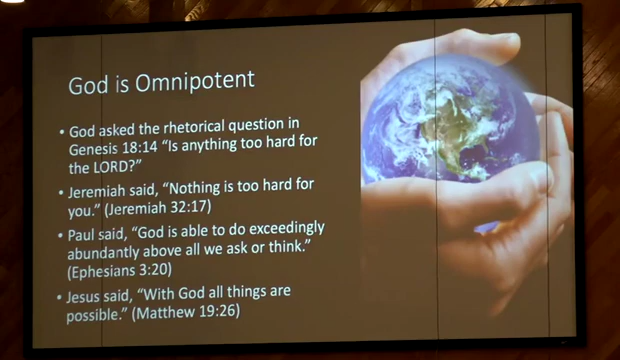 God is Omnipotent
• God asked the rhetorical question in
Genesis 18:14 “Is anything too hard for
the LORD?”
• Jeremiah said, “Nothing is too hard for
you.” (Jeremiah 32:17)
• Paul said, “God is able to do exceedingly
abundantly above all we ask or think.”
(Ephesians 3:20)
• Jesus said, “With God all things are
possible.” (Matthew 19:26)